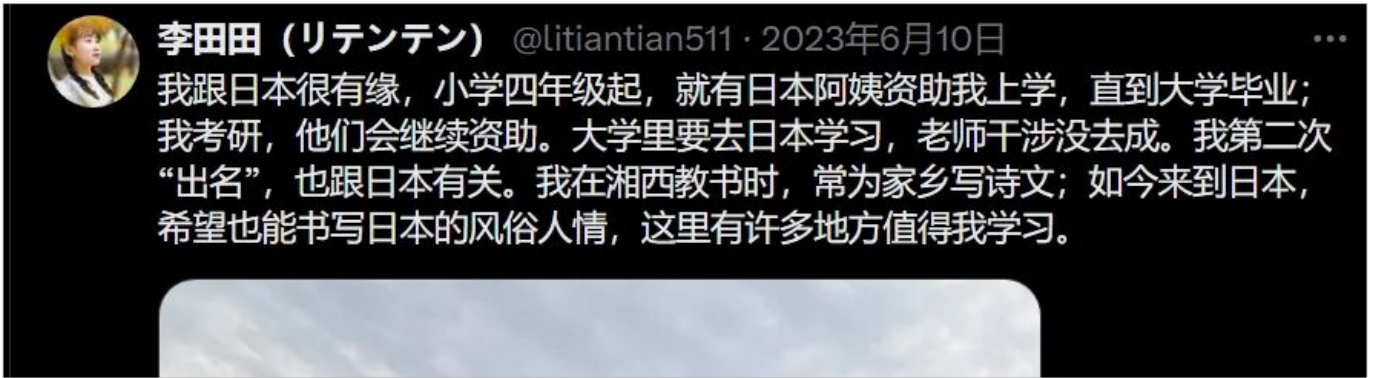 李田田（リテンテン） @litiantian511 · 2023年6月10日
我跟日本很有缘，小学四年级起，就有日本阿姨资助我上学，直到大学毕业；
我考研，他们会继续资助。大学里要去日本学习，老师干涉没去成。我第二次
“出名”，也跟日本有关。我在湘西教书时，常为家乡写诗文；如今来到日本，
希望也能书写日本的风俗人情，这里有许多地方值得我学习。